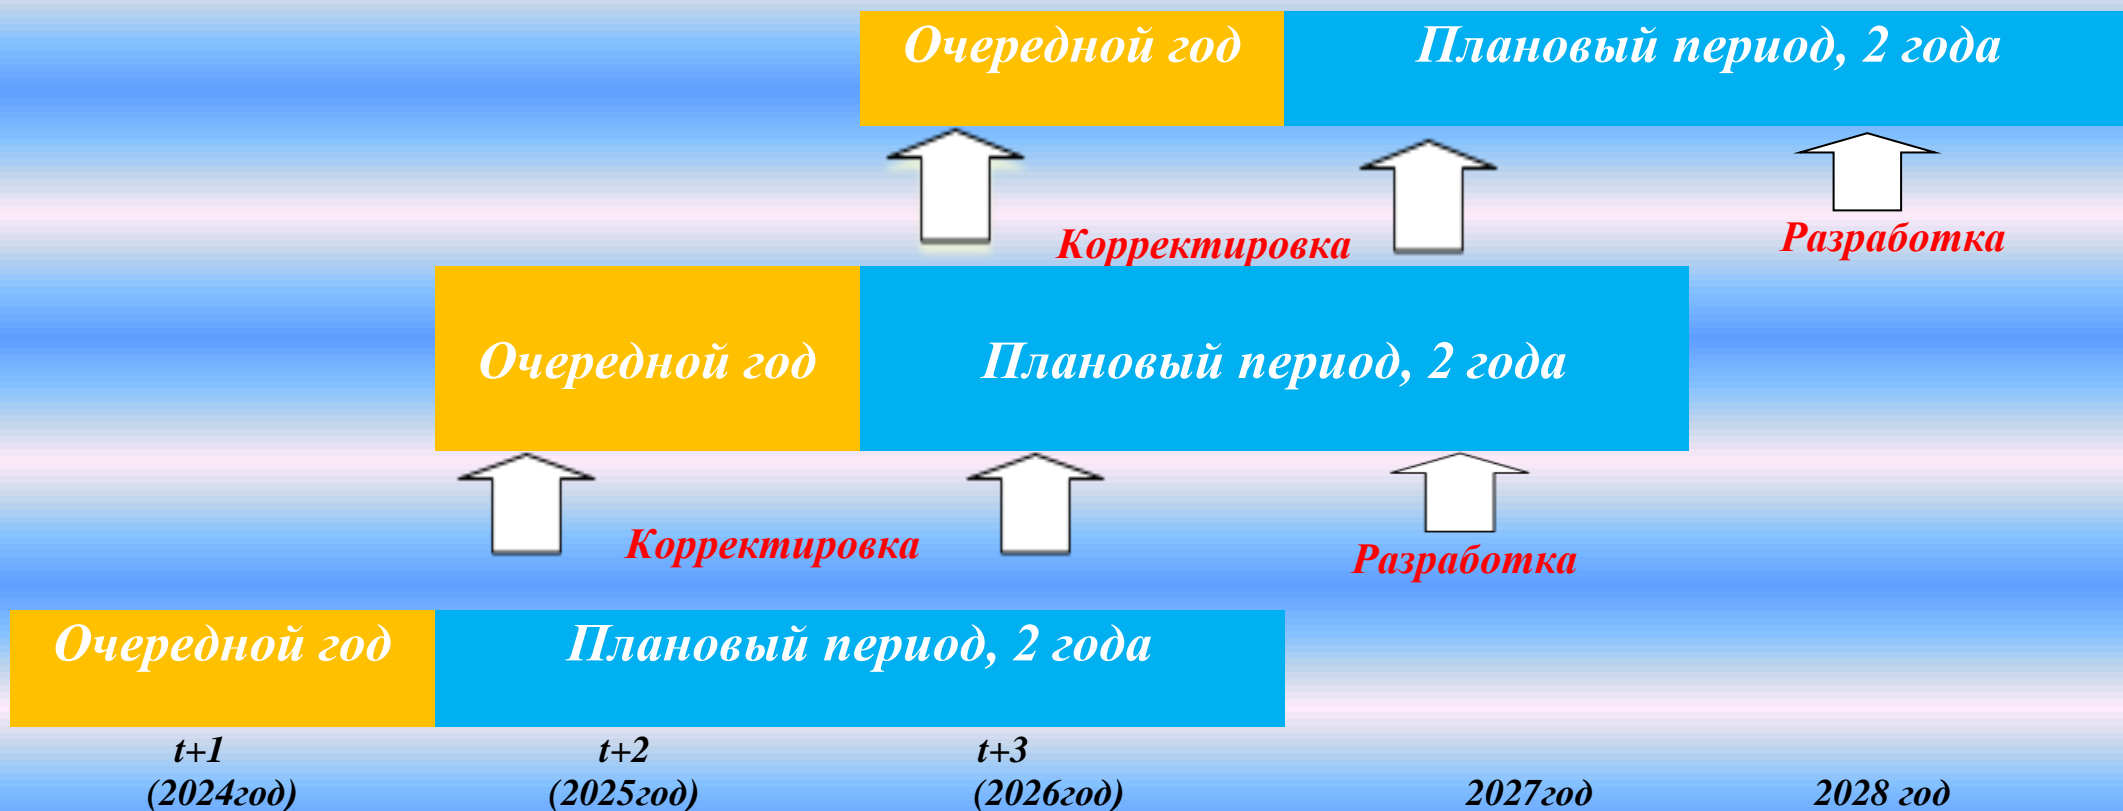 Очередной год
Плановый период, 2 года
Корректировка
Разработка
Очередной год
Плановый период, 2 года
Корректировка
Разработка
Очередной год
Плановый период, 2 года
t+1
(2024год)
t+2
(2025год)
t+3
(2026год)
2027год
2028 год